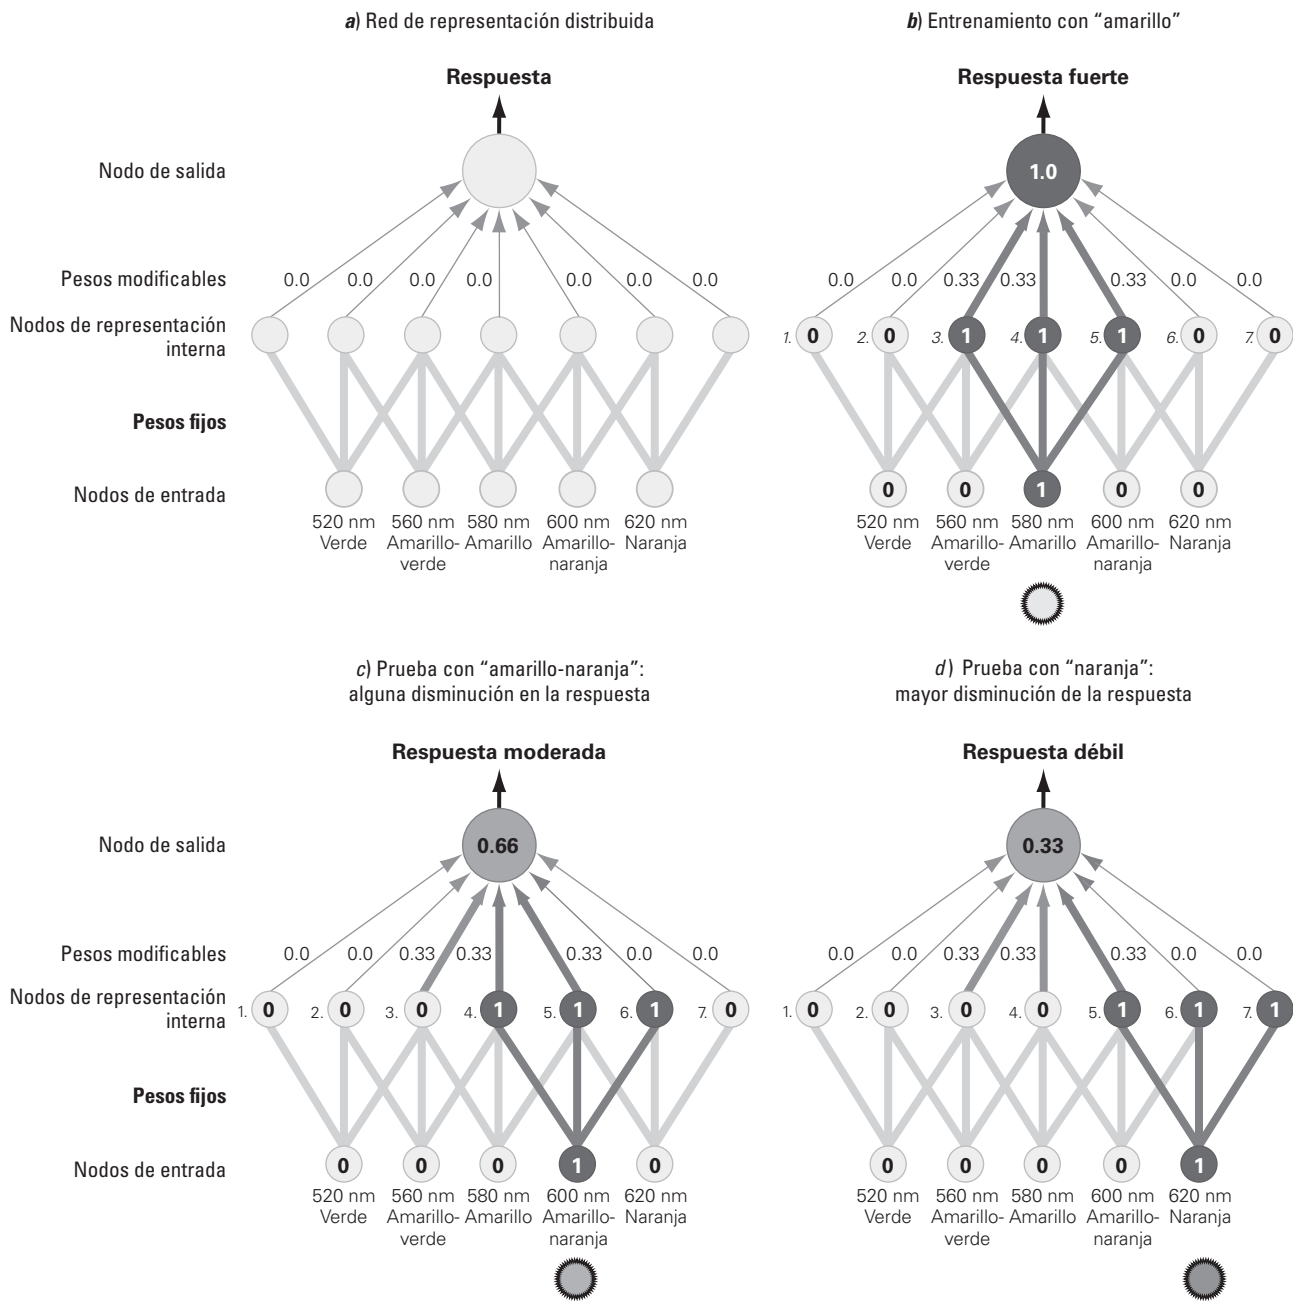 a) Red de representación distribuida
Respuesta
Nodo de salida
Pesos modificables
0.0 0.0 0.0 0.0 0.0 0.0 0.0
Nodos de representación
interna
Pesos fijos
Nodos de entrada
520 nm 560 nm 580 nm 600 nm 620 nm
Verde Amarillo- Amarillo Amarillo- Naranja
verde naranja
b) Entrenamiento con “amarillo”
Respuesta fuerte
1.0
0.0 0.0 0.33 0.33 0.33 0.0 0.0
1. 0 2. 0 3. 1 4. 1 5. 1 6. 0 7. 0
0 0 1 0 0
520 nm 560 nm 580 nm 600 nm 620 nm
Verde Amarillo- Amarillo Amarillo- Naranja
verde naranja
c) Prueba con “amarillo-naranja”:
alguna disminución en la respuesta
Respuesta moderada
Nodo de salida
0.66
Pesos modificables
0.0 0.0 0.33 0.33 0.33 0.0 0.0
Nodos de representación
interna
1. 0 2. 0 3. 0 4. 1 5. 1 6. 1 7. 0
Pesos fijos
Nodos de entrada
0 0 0 1 0
520 nm 560 nm 580 nm 600 nm 620 nm
Verde Amarillo- Amarillo Amarillo- Naranja
verde naranja
d) Prueba con “naranja”:
mayor disminución de la respuesta
Respuesta débil
0.33
0.0 0.0 0.33 0.33 0.33 0.0 0.0
1. 0 2. 0 3. 0 4. 0 5. 1 6. 1 7. 1
0 0 0 0 1
520 nm 560 nm 580 nm 600 nm 620 nm
Verde Amarillo- Amarillo Amarillo- Naranja
verde naranja